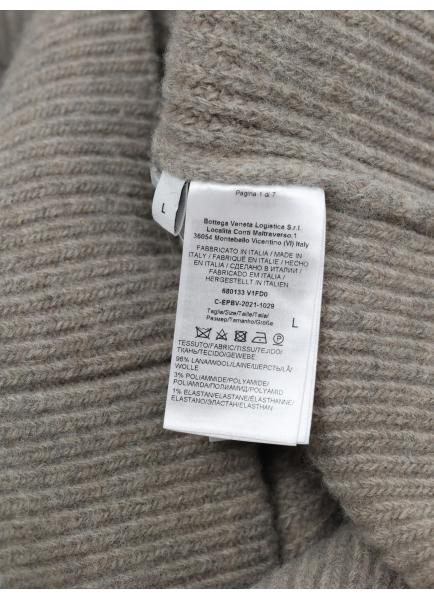 Pagina 1 di 7
L
Bottega Veneta Logistica S.r.l.
Localita Conti Maltraverso,1
36054 Montebello Vicentino (VI) Italy
FABBRICATO IN ITALIA / MADE IN
ITALY / FABRIQUÉ EN ITALIE / HECHO
EN ITALIA / СДЕЛАНО В ИТАЛИИ /
FABRICADO EM ITALIA /
HERGESTELLT IN ITALIEN
680133 V1FD0
C-EPBV-2021-1029
Taglia/Size/Taille/Talla/
Размер/Tamanho/Größe
L
TESSUTO/FABRIC/TISSU/TEJIDO/
ТКАНЬ/TECIDO/GEWEBE:
96% LANA/WOOL/LAINE/ШЕРСТЬ/LÃ/
WOLLE
3% POLIAMMIDE/POLYAMIDE/
POLIAMIDA/ПОЛИАМИД/POLYAMID
1% ELASTAN/ELASTANE/ÉLASTHANNE/
ELASTANO/ЭЛАСТАН/ELASTHAN